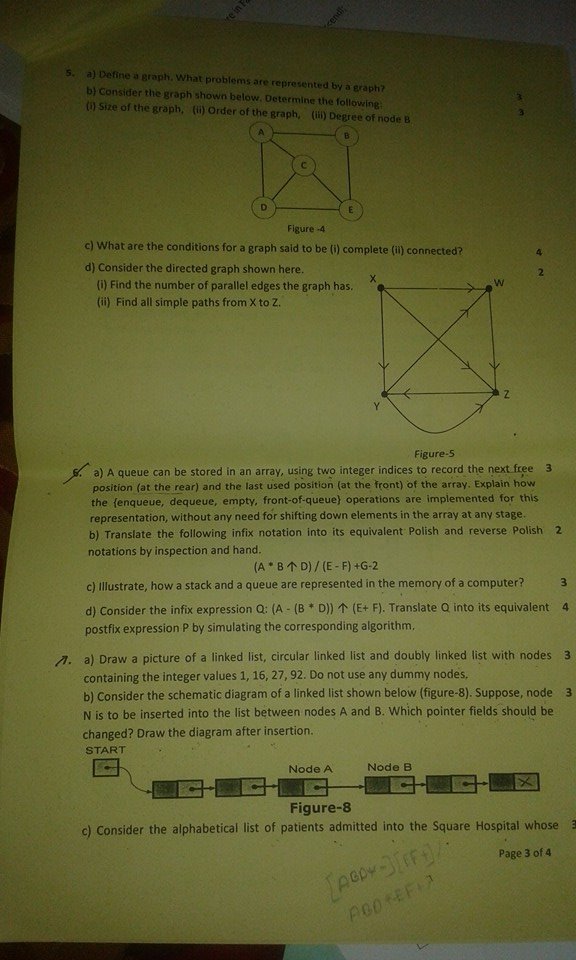 5. a) Define a graph. What problems are represented by a graph? 3
b) Consider the graph shown below. Determine the following: 3
(i) Size of the graph, (ii) Order of the graph, (iii) Degree of node B
A B
C
D E
Figure -4
c) What are the conditions for a graph said to be (i) complete (ii) connected? 4
d) Consider the directed graph shown here. 2
(i) Find the number of parallel edges the graph has.
(ii) Find all simple paths from X to Z.
X W
Y Z
Figure-5
6. a) A queue can be stored in an array, using two integer indices to record the next free 3
position (at the rear) and the last used position (at the front) of the array. Explain how
the {enqueue, dequeue, empty, front-of-queue} operations are implemented for this
representation, without any need for shifting down elements in the array at any stage.
b) Translate the following infix notation into its equivalent Polish and reverse Polish 2
notations by inspection and hand.
(A * B ↑ D) / (E - F) +G-2
c) Illustrate, how a stack and a queue are represented in the memory of a computer? 3
d) Consider the infix expression Q: (A - (B * D)) ↑ (E+ F). Translate Q into its equivalent 4
postfix expression P by simulating the corresponding algorithm.
7. a) Draw a picture of a linked list, circular linked list and doubly linked list with nodes 3
containing the integer values 1, 16, 27, 92. Do not use any dummy nodes.
b) Consider the schematic diagram of a linked list shown below (figure-8). Suppose, node 3
N is to be inserted into the list between nodes A and B. Which pointer fields should be
changed? Draw the diagram after insertion.
START
Node A Node B
Figure-8
c) Consider the alphabetical list of patients admitted into the Square Hospital whose 3
Page 3 of 4